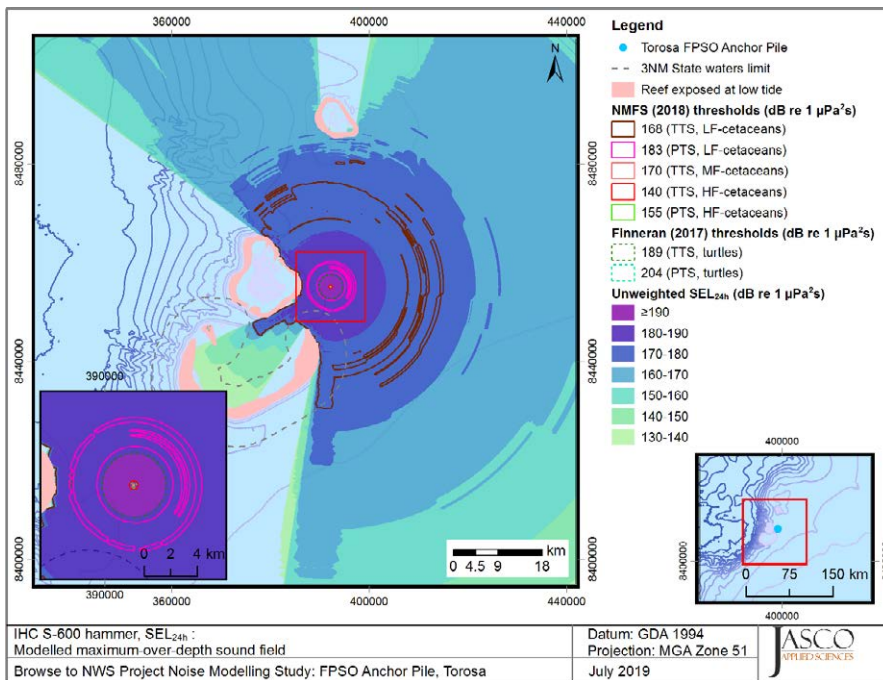 360000
400000
440000
8480000
8440000
8400000
8480000
8440000
8400000
N
390000
0 2 4 km
390000
0 4.5 9 18 km
360000
400000
440000
Legend
Torosa FPSO Anchor Pile
3NM State waters limit
Reef exposed at low tide
NMFS (2018) thresholds (dB re 1 µPa²s)
168 (TTS, LF-cetaceans)
183 (PTS, LF-cetaceans)
170 (TTS, MF-cetaceans)
140 (TTS, HF-cetaceans)
155 (PTS, HF-cetaceans)
Finneran (2017) thresholds (dB re 1 µPa²s)
189 (TTS, turtles)
204 (PTS, turtles)
Unweighted SEL24h (dB re 1 µPa²s)
≥190
180-190
170-180
160-170
150-160
140-150
130-140
400000
8400000
8400000
0 75 150 km
400000
IHC S-600 hammer, SEL24h :
Modelled maximum-over-depth sound field
Browse to NWS Project Noise Modelling Study: FPSO Anchor Pile, Torosa
Datum: GDA 1994
Projection: MGA Zone 51
July 2019
JASCO
APPLIED SCIENCES